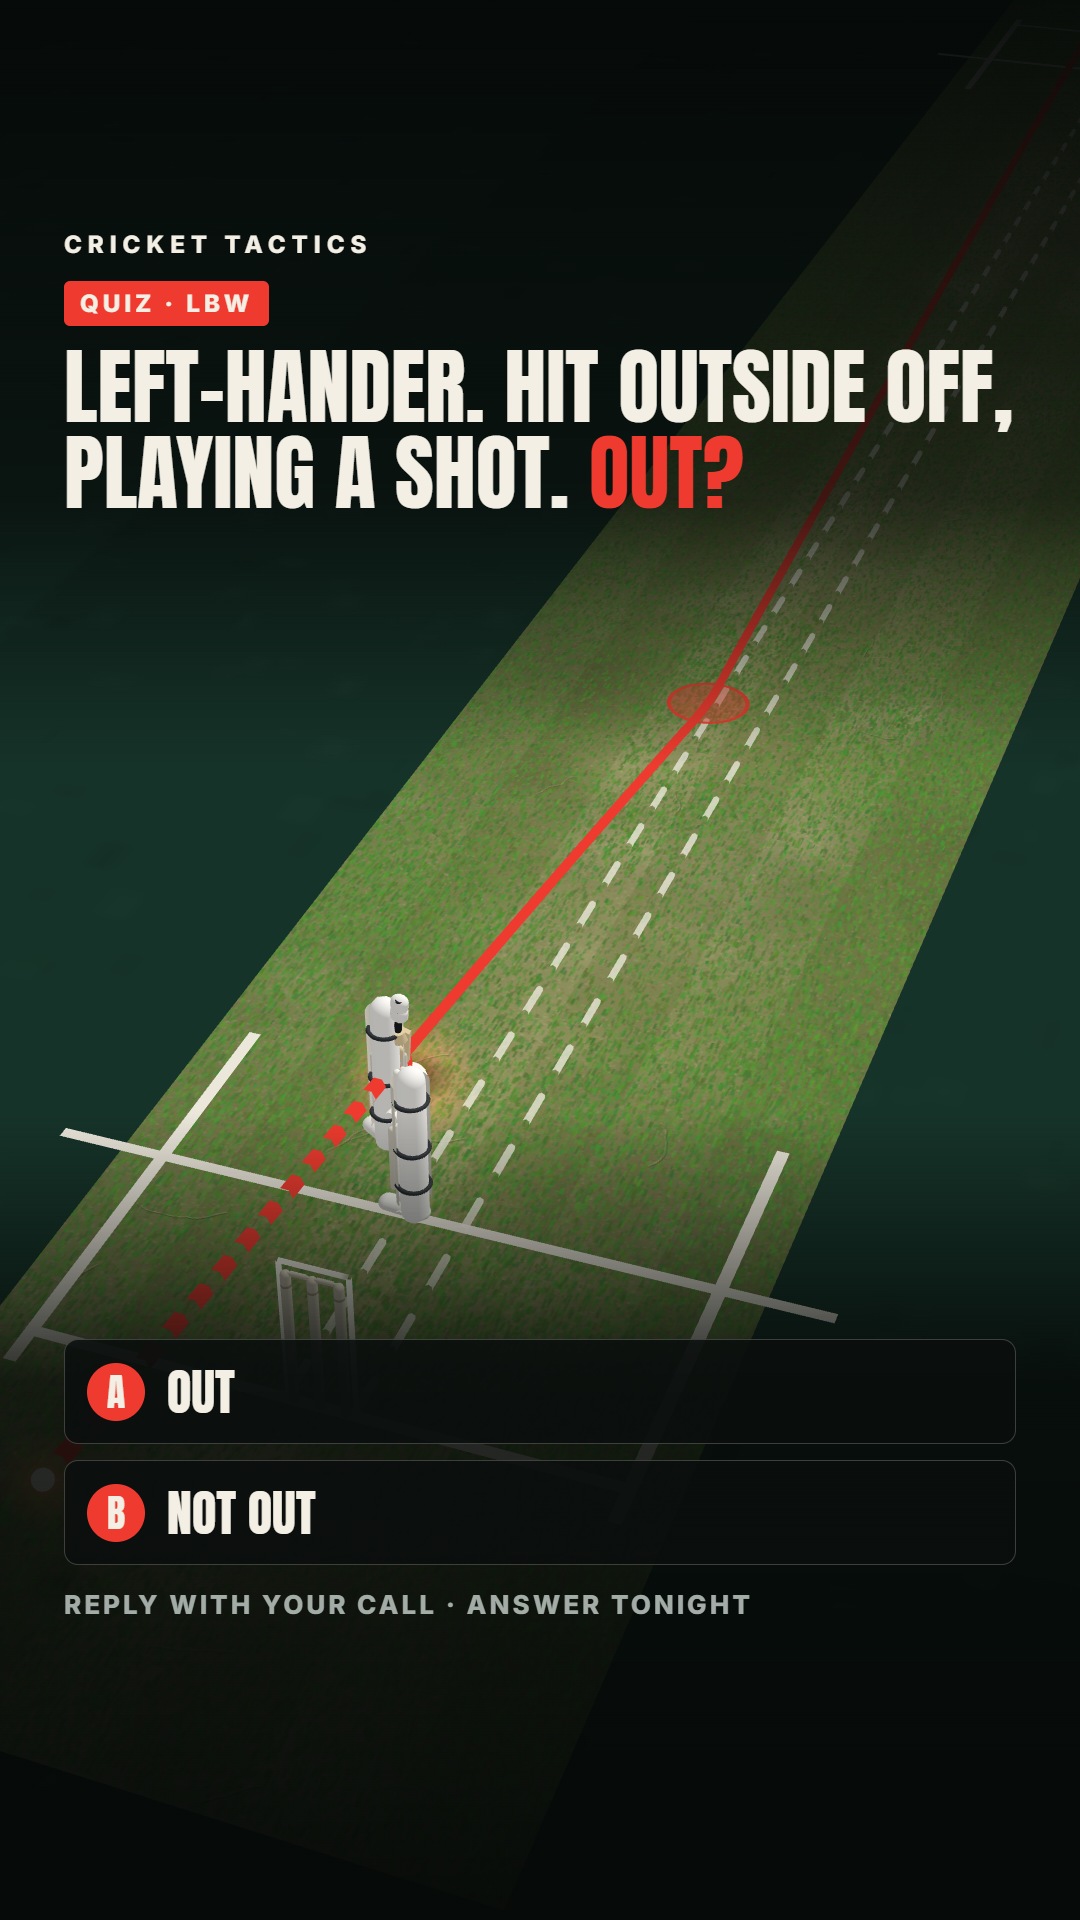 CRICKET TACTICS
QUIZ · LBW
LEFT-HANDER. HIT OUTSIDE OFF,
PLAYING A SHOT. OUT?
A OUT
B NOT OUT
REPLY WITH YOUR CALL · ANSWER TONIGHT